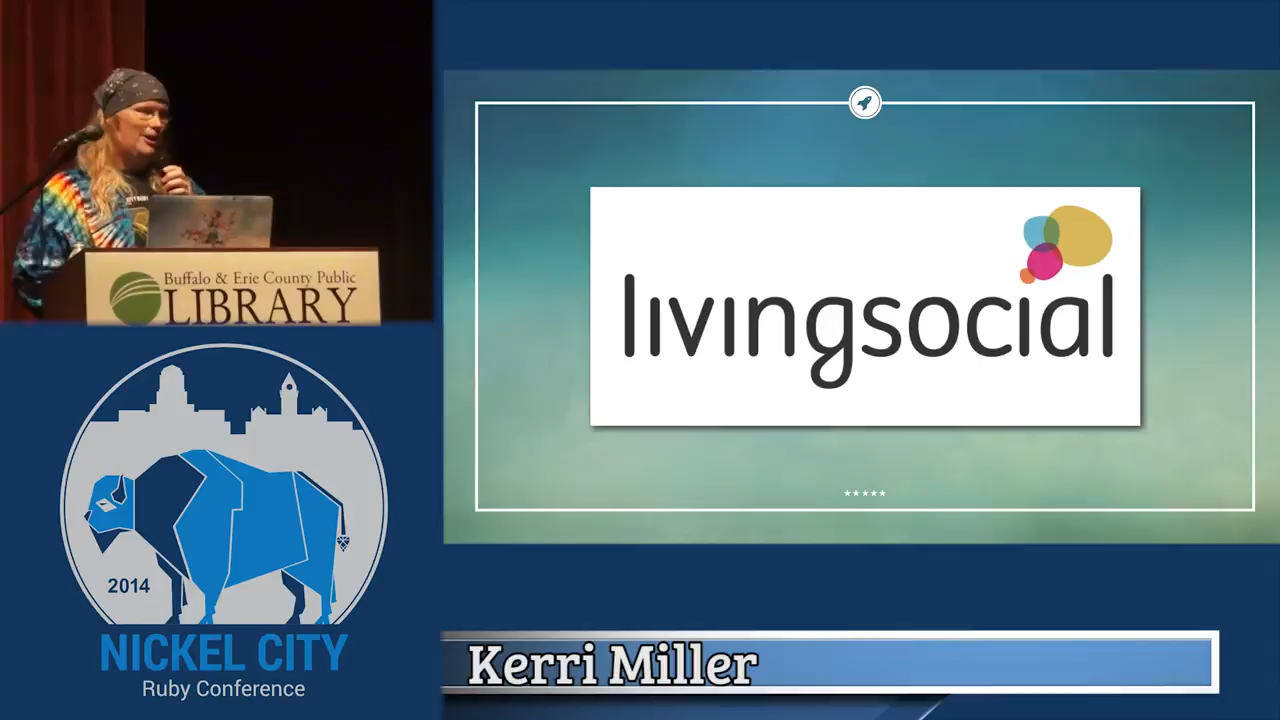 Buffalo & Erie County Public
LIBRARY
livingsocial
2014
NICKEL CITY
Ruby Conference
Kerri Miller